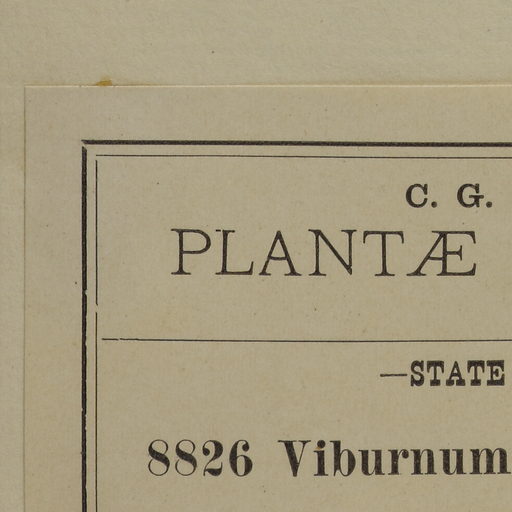 C. G.
PLANTÆ
—STATE
8826 Viburnum